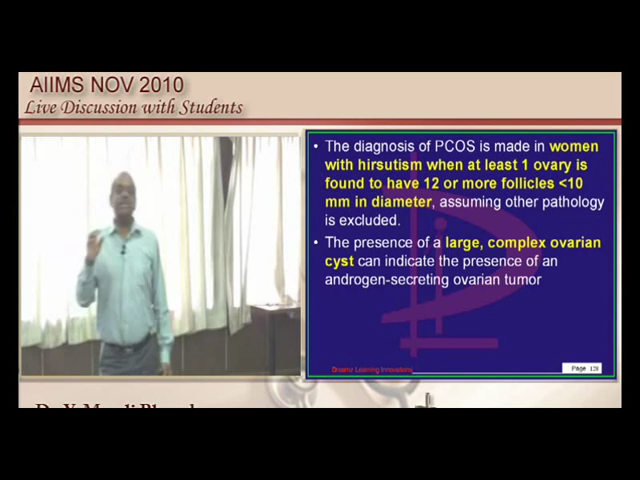 AIIMS NOV 2010
Live Discussion with Students
• The diagnosis of PCOS is made in women
with hirsutism when at least 1 ovary is
found to have 12 or more follicles <10
mm in diameter, assuming other pathology
is excluded.
• The presence of a large, complex ovarian
cyst can indicate the presence of an
androgen-secreting ovarian tumor
Page 128